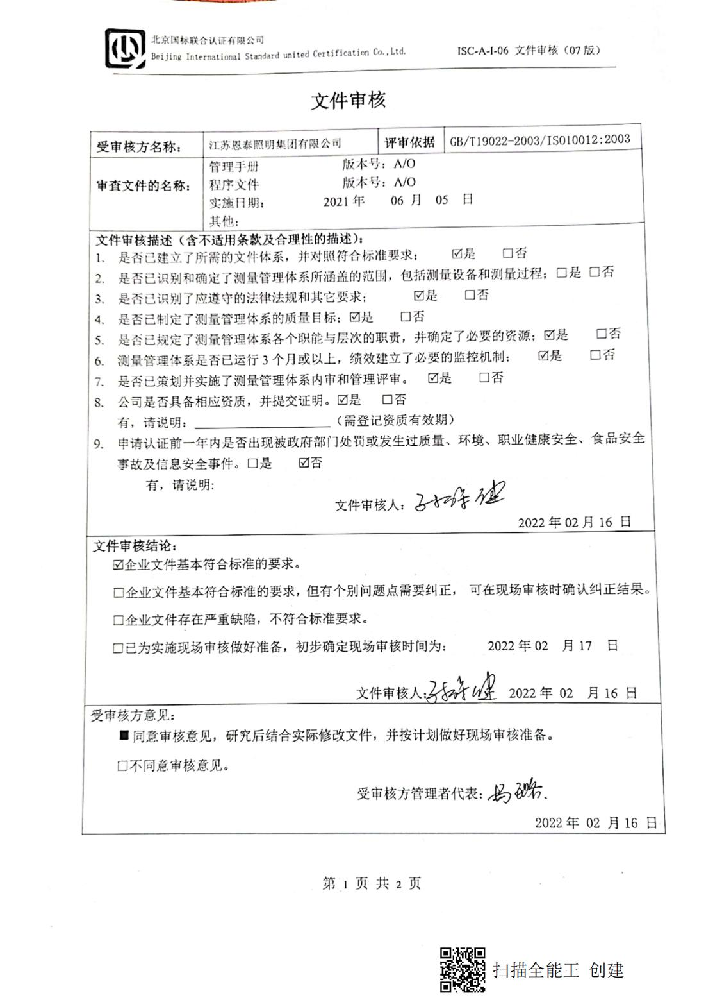 北京国标联合认证有限公司
Beijing International Standard united Certification Co.,Ltd.
ISC-A-I-06 文件审核（07版）
文件审核
受审核方名称： 江苏恩泰照明集团有限公司 评审依据 GB/T19022-2003/ISO10012:2003
审查文件的名称：
管理手册 版本号：A/O
程序文件 版本号：A/O
实施日期： 2021年 06 月 05 日
其他：
文件审核描述（含不适用条款及合理性的描述）：
1. 是否已建立了所需的文件体系，并对照符合标准要求； ☑是 □否
2. 是否已识别和确定了测量管理体系所涵盖的范围，包括测量设备和测量过程；□是 □否
3. 是否已识别了应遵守的法律法规和其它要求； ☑是 □否
4. 是否已制定了测量管理体系的质量目标；☑是 □否
5. 是否已规定了测量管理体系各个职能与层次的职责，并确定了必要的资源；☑是 □否
6. 测量管理体系是否已运行3个月或以上，绩效建立了必要的监控机制； ☑是 □否
7. 是否已策划并实施了测量管理体系内审和管理评审。 ☑是 □否
8. 公司是否具备相应资质，并提交证明。☑是 □否
有，请说明：____________（需登记资质有效期）
9. 申请认证前一年内是否出现被政府部门处罚或发生过质量、环境、职业健康安全、食品安全
事故及信息安全事件。□是 ☑否
有，请说明:
文件审核人：
2022年02月16 日
文件审核结论：
☑企业文件基本符合标准的要求。
□企业文件基本符合标准的要求，但有个别问题点需要纠正， 可在现场审核时确认纠正结果。
□企业文件存在严重缺陷，不符合标准要求。
□已为实施现场审核做好准备，初步确定现场审核时间为： 2022年02 月17 日
文件审核人: 2022年 02 月16 日
受审核方意见：
■同意审核意见，研究后结合实际修改文件，并按计划做好现场审核准备。
□不同意审核意见。
受审核方管理者代表：
2022年 02 月16日
第 1 页 共 2 页
扫描全能王 创建